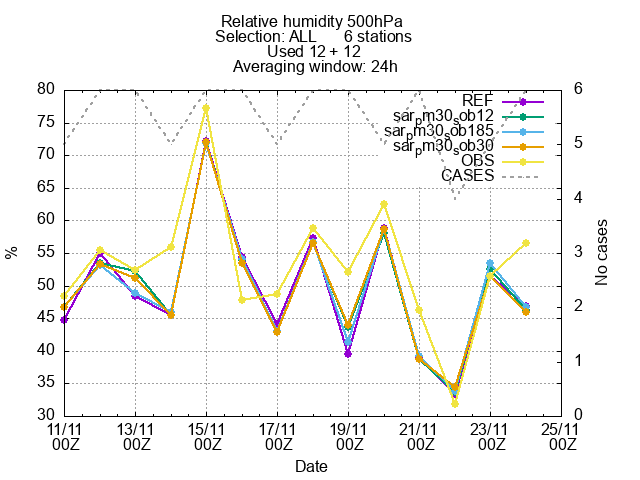 Relative humidity 500hPa
Selection: ALL 6 stations
Used 12 + 12
Averaging window: 24h
REF
sarpm30sob12
sarpm30sob185
sarpm30sob30
OBS
CASES
80
75
70
65
60
55
50
45
40
35
30
%
6
5
4
3
2
1
0
No cases
11/11 13/11 15/11 17/11 19/11 21/11 23/11 25/11
00Z 00Z 00Z 00Z 00Z 00Z 00Z 00Z
Date